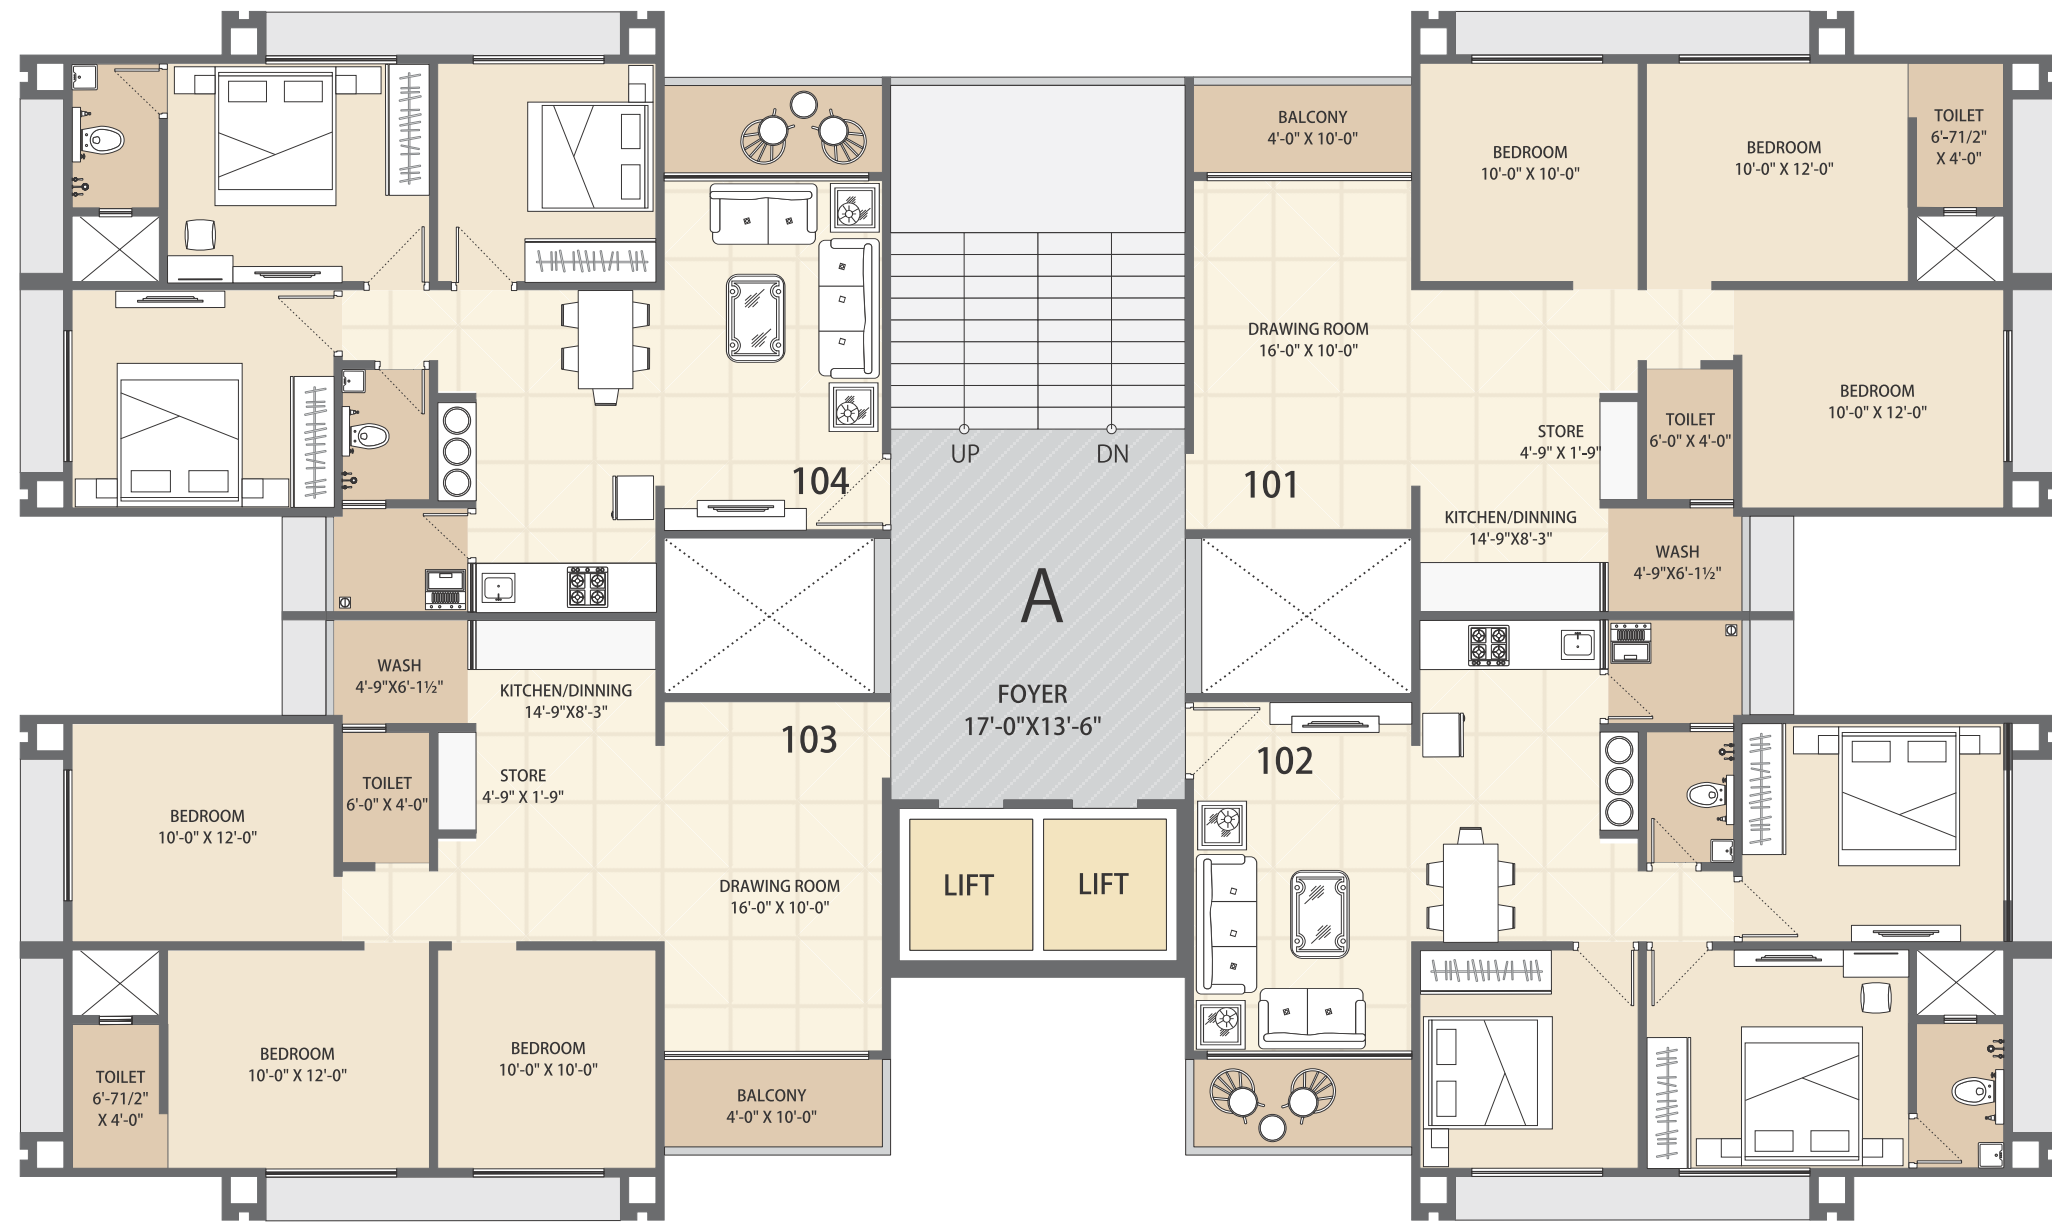 BALCONY
4'-0" X 10'-0"
BEDROOM
10'-0" X 10'-0"
BEDROOM
10'-0" X 12'-0"
TOILET
6'-71/2"
X 4'-0"
DRAWING ROOM
16'-0" X 10'-0"
BEDROOM
10'-0" X 12'-0"
TOILET
6'-0" X 4'-0"
STORE
4'-9" X 1'-9"
UP
DN
104
101
KITCHEN/DINNING
14'-9"X8'-3"
WASH
4'-9"X6'-1½"
A
FOYER
17'-0"X13'-6"
WASH
4'-9"X6'-1½"
KITCHEN/DINNING
14'-9"X8'-3"
103
102
STORE
4'-9" X 1'-9"
TOILET
6'-0" X 4'-0"
BEDROOM
10'-0" X 12'-0"
DRAWING ROOM
16'-0" X 10'-0"
LIFT
LIFT
BEDROOM
10'-0" X 12'-0"
BEDROOM
10'-0" X 10'-0"
TOILET
6'-71/2"
X 4'-0"
BALCONY
4'-0" X 10'-0"